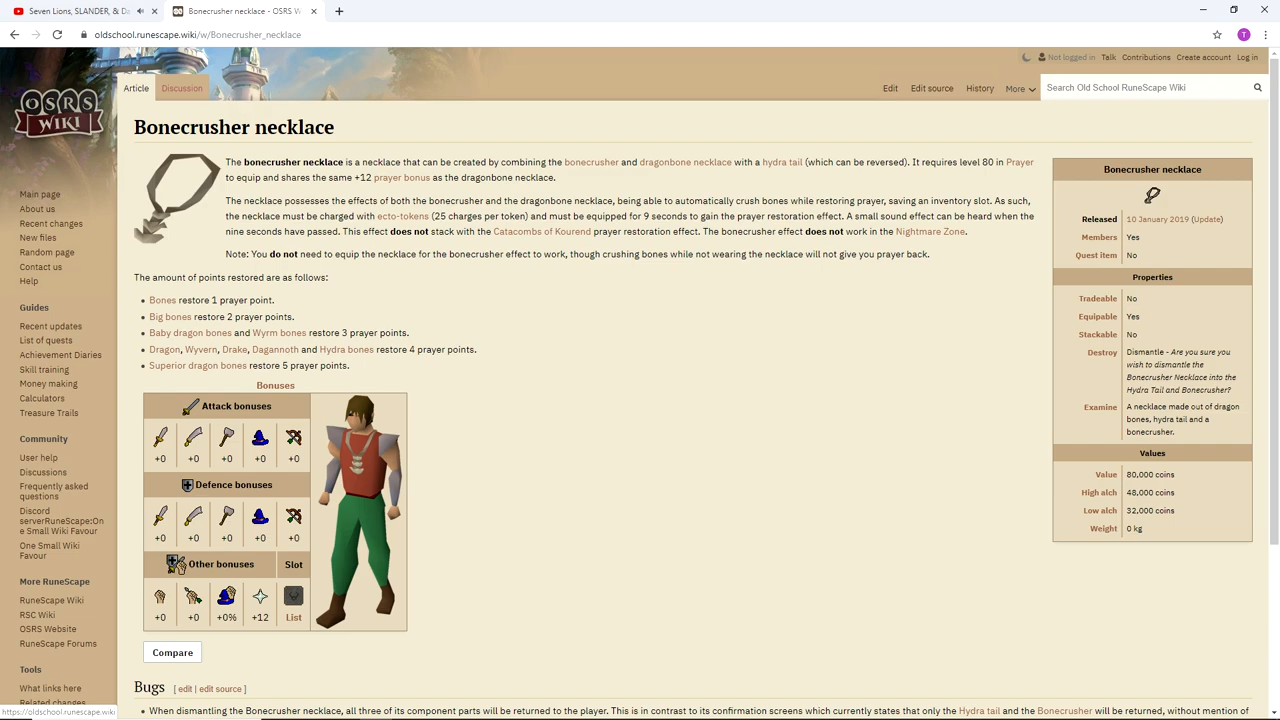 Seven Lions, SLANDER, & Da
Bonecrusher necklace - OSRS W
oldschool.runescape.wiki/w/Bonecrusher_necklace
T
Not logged in Talk Contributions Create account Log in
OSRS
WIKI
Article Discussion Edit Edit source History More Search Old School RuneScape Wiki
Bonecrusher necklace
The bonecrusher necklace is a necklace that can be created by combining the bonecrusher and dragonbone necklace with a hydra tail (which can be reversed). It requires level 80 in Prayer
to equip and shares the same +12 prayer bonus as the dragonbone necklace.
The necklace possesses the effects of both the bonecrusher and the dragonbone necklace, being able to automatically crush bones while restoring prayer, saving an inventory slot. As such,
the necklace must be charged with ecto-tokens (25 charges per token) and must be equipped for 9 seconds to gain the prayer restoration effect. A small sound effect can be heard when the
nine seconds have passed. This effect does not stack with the Catacombs of Kourend prayer restoration effect. The bonecrusher effect does not work in the Nightmare Zone.
Note: You do not need to equip the necklace for the bonecrusher effect to work, though crushing bones while not wearing the necklace will not give you prayer back.
The amount of points restored are as follows:
• Bones restore 1 prayer point.
• Big bones restore 2 prayer points.
• Baby dragon bones and Wyrm bones restore 3 prayer points.
• Dragon, Wyvern, Drake, Dagannoth and Hydra bones restore 4 prayer points.
• Superior dragon bones restore 5 prayer points.
Bonuses
Attack bonuses
+0 +0 +0 +0 +0
Defence bonuses
+0 +0 +0 +0 +0
Other bonuses Slot
+0 +0 +0% +12 List
Compare
Bugs [ edit | edit source ]
• When dismantling the Bonecrusher necklace, all three of its component parts will be returned to the player. This is in contrast to its confirmation screens which currently states that only the Hydra tail and the Bonecrusher will be returned, without mention of
Bonecrusher necklace
Released 10 January 2019 (Update)
Members Yes
Quest item No
Properties
Tradeable No
Equipable Yes
Stackable No
Destroy Dismantle - Are you sure you
wish to dismantle the
Bonecrusher Necklace into the
Hydra Tail and Bonecrusher?
Examine A necklace made out of dragon
bones, hydra tail and a
bonecrusher.
Values
Value 80,000 coins
High alch 48,000 coins
Low alch 32,000 coins
Weight 0 kg
Main page
About us
Recent changes
New files
Random page
Contact us
Help
Guides
Recent updates
List of quests
Achievement Diaries
Skill training
Money making
Calculators
Treasure Trails
Community
User help
Discussions
Frequently asked
questions
Discord
serverRuneScape:On
e Small Wiki Favour
One Small Wiki
Favour
More RuneScape
RuneScape Wiki
RSC Wiki
OSRS Website
RuneScape Forums
Tools
What links here
Related changes
https://oldschool.runescape.wiki